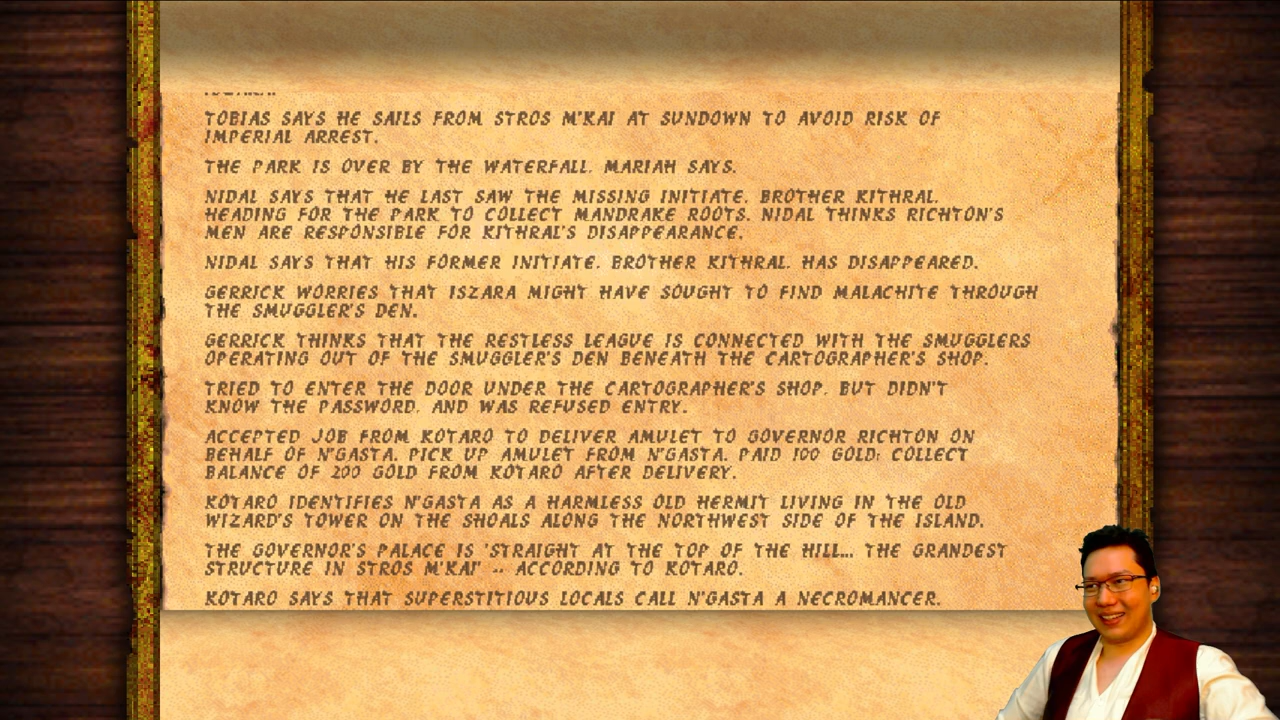 TOBIAS SAYS HE SAILS FROM STROS M'KAI AT SUNDOWN TO AVOID RISK OF
IMPERIAL ARREST.
THE PARK IS OVER BY THE WATERFALL, MARIAH SAYS.
NIDAL SAYS THAT HE LAST SAW THE MISSING INITIATE, BROTHER KITHRAL,
HEADING FOR THE PARK TO COLLECT MANDRAKE ROOTS. NIDAL THINKS RICHTON'S
MEN ARE RESPONSIBLE FOR KITHRAL'S DISAPPEARANCE.
NIDAL SAYS THAT HIS FORMER INITIATE, BROTHER KITHRAL, HAS DISAPPEARED.
GERRICK WORRIES THAT ISZARA MIGHT HAVE SOUGHT TO FIND MALACHITE THROUGH
THE SMUGGLER'S DEN.
GERRICK THINKS THAT THE RESTLESS LEAGUE IS CONNECTED WITH THE SMUGGLERS
OPERATING OUT OF THE SMUGGLER'S DEN BENEATH THE CARTOGRAPHER'S SHOP.
TRIED TO ENTER THE DOOR UNDER THE CARTOGRAPHER'S SHOP, BUT DIDN'T
KNOW THE PASSWORD, AND WAS REFUSED ENTRY.
ACCEPTED JOB FROM KOTARO TO DELIVER AMULET TO GOVERNOR RICHTON ON
BEHALF OF N'GASTA. PICK UP AMULET FROM N'GASTA. PAID 100 GOLD; COLLECT
BALANCE OF 200 GOLD FROM KOTARO AFTER DELIVERY.
KOTARO IDENTIFIES N'GASTA AS A HARMLESS OLD HERMIT LIVING IN THE OLD
WIZARD'S TOWER ON THE SHOALS ALONG THE NORTHWEST SIDE OF THE ISLAND.
THE GOVERNOR'S PALACE IS 'STRAIGHT AT THE TOP OF THE HILL... THE GRANDEST
STRUCTURE IN STROS M'KAI' -- ACCORDING TO KOTARO.
KOTARO SAYS THAT SUPERSTITIOUS LOCALS CALL N'GASTA A NECROMANCER.